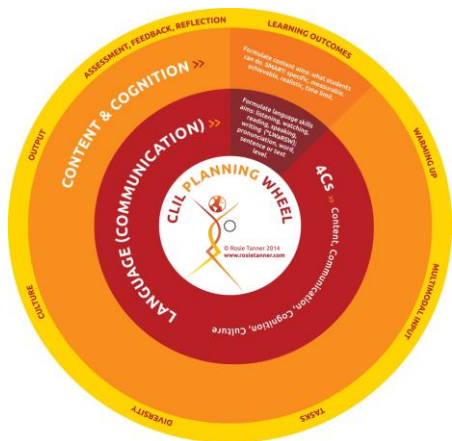 LEARNING OUTCOMES
WARMING UP
MULTIMODAL INPUT
TASKS
DIVERSITY
CULTURE
OUTPUT
ASSESSMENT, FEEDBACK, REFLECTION
CONTENT & COGNITION >>
Formulate content aims: what students
can do. SMART: specific, measurable,
achievable, realistic, time limit.
LANGUAGE (COMMUNICATION) >>
Formulate language skills
aims: listening, watching,
reading, speaking,
writing (*LWaRSW);
pronunciation, word,
sentence or text
level.
4Cs >> Content, Communication, Cognition, Culture
CLIL PLANNING WHEEL
© Rosie Tanner 2014
www.rosietanner.com